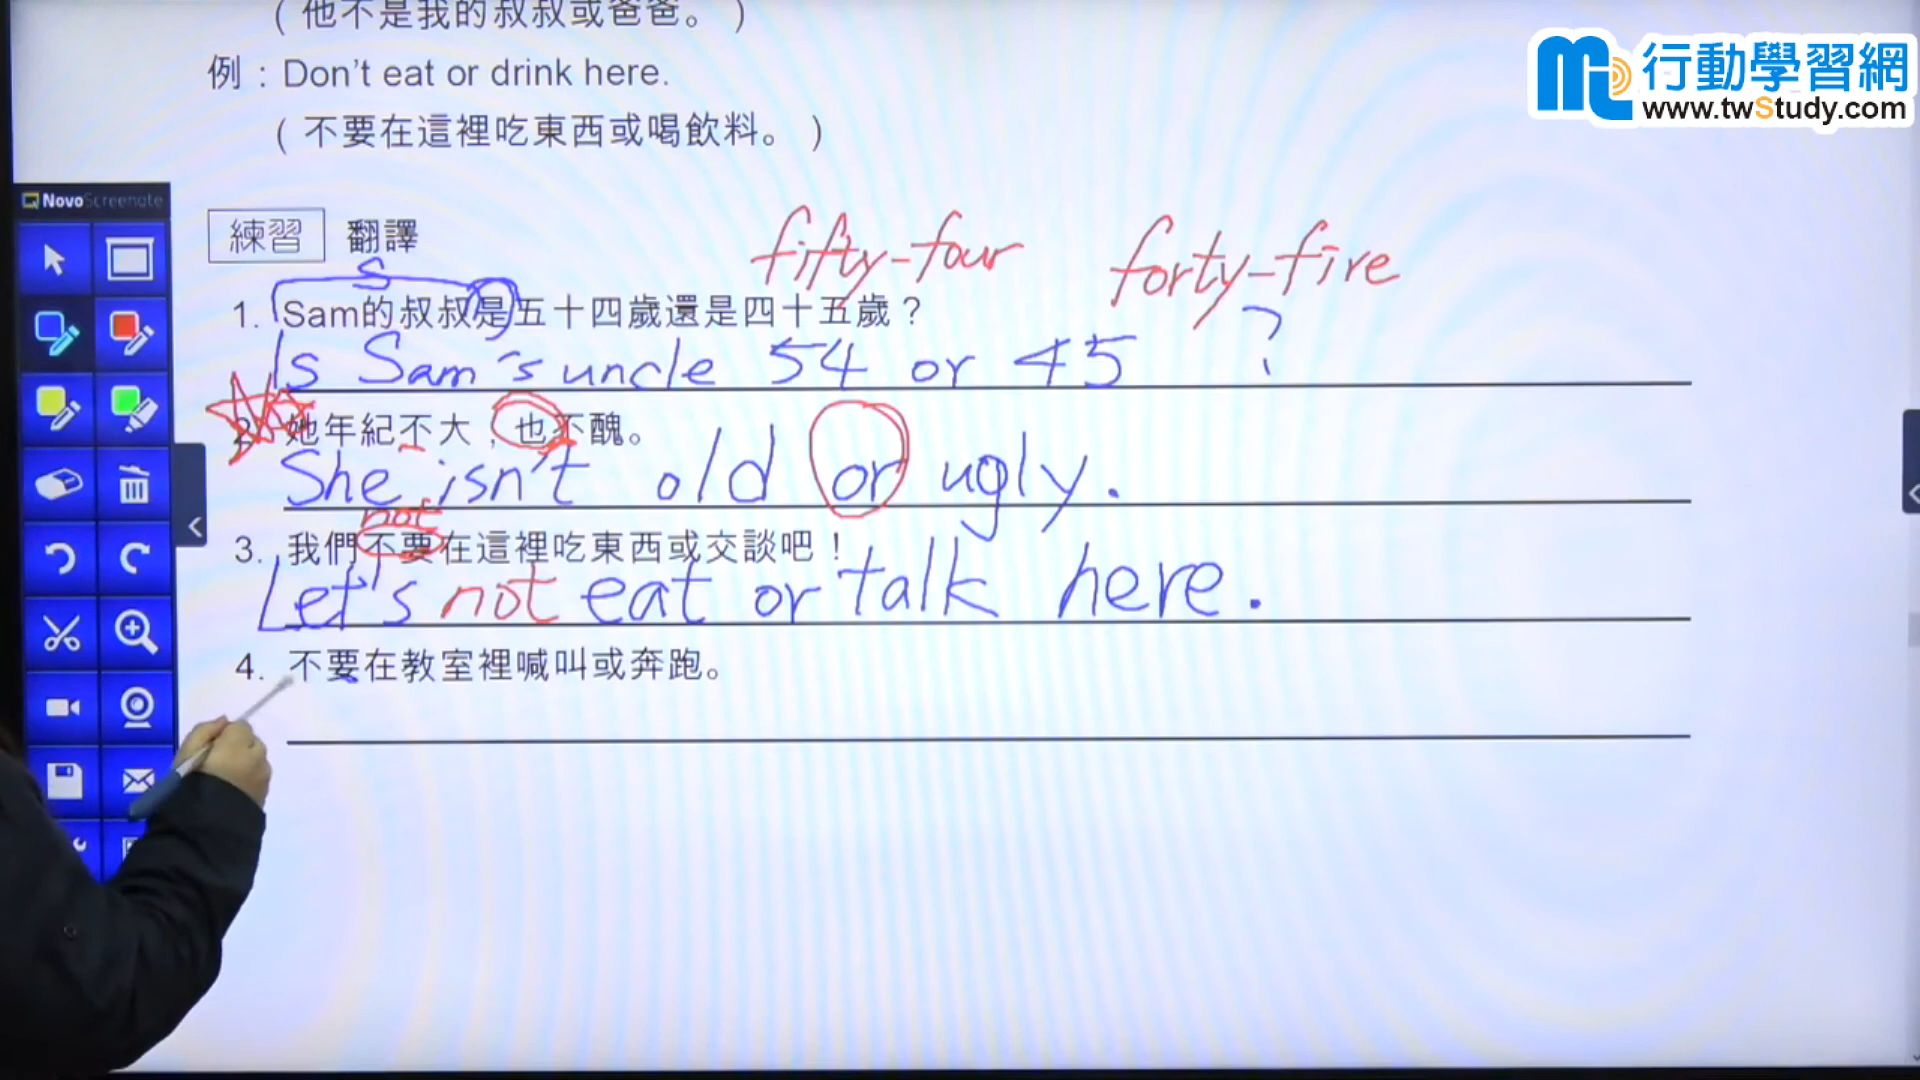 (他不是我的叔叔或爸爸。)
行動學習網
www.twStudy.com
例：Don't eat or drink here.
(不要在這裡吃東西或喝飲料。)
NovoScreenote
練習 翻譯
fifty-four forty-five
S
1. Sam的叔叔是五十四歲還是四十五歲？
Is Sam's uncle 54 or 45 ?
2. 她年紀不大，也不醜。
She isn't old or ugly.
not
3. 我們不要在這裡吃東西或交談吧！
Let's not eat or talk here.
4. 不要在教室裡喊叫或奔跑。